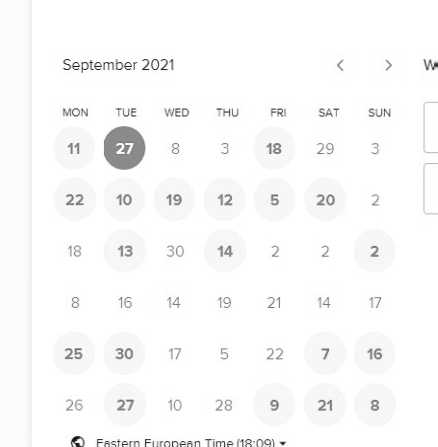 September 2021
MON TUE WED THU FRI SAT SUN
11 27 8 3 18 29 3
22 10 19 12 5 20 2
18 13 30 14 2 2 2
8 16 14 19 21 14 17
25 30 17 5 22 7 16
26 27 10 28 9 21 8
Eastern European Time (18:09)